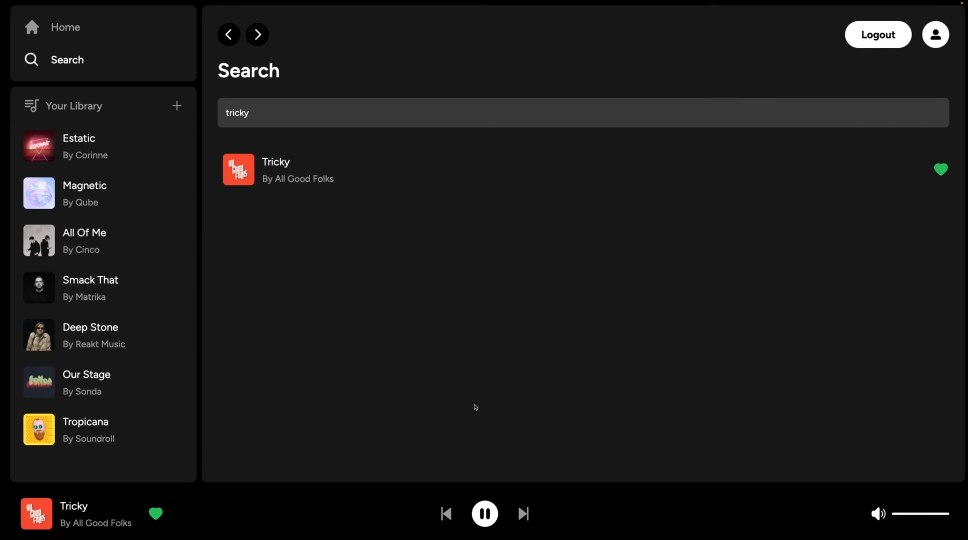 Home
Search
Your Library
Estatic
By Corinne
Magnetic
By Qube
All Of Me
By Cinco
Smack That
By Matrika
Deep Stone
By Reakt Music
Our Stage
By Sonda
Tropicana
By Soundroll
Logout
Search
tricky
Tricky
By All Good Folks
Tricky
By All Good Folks